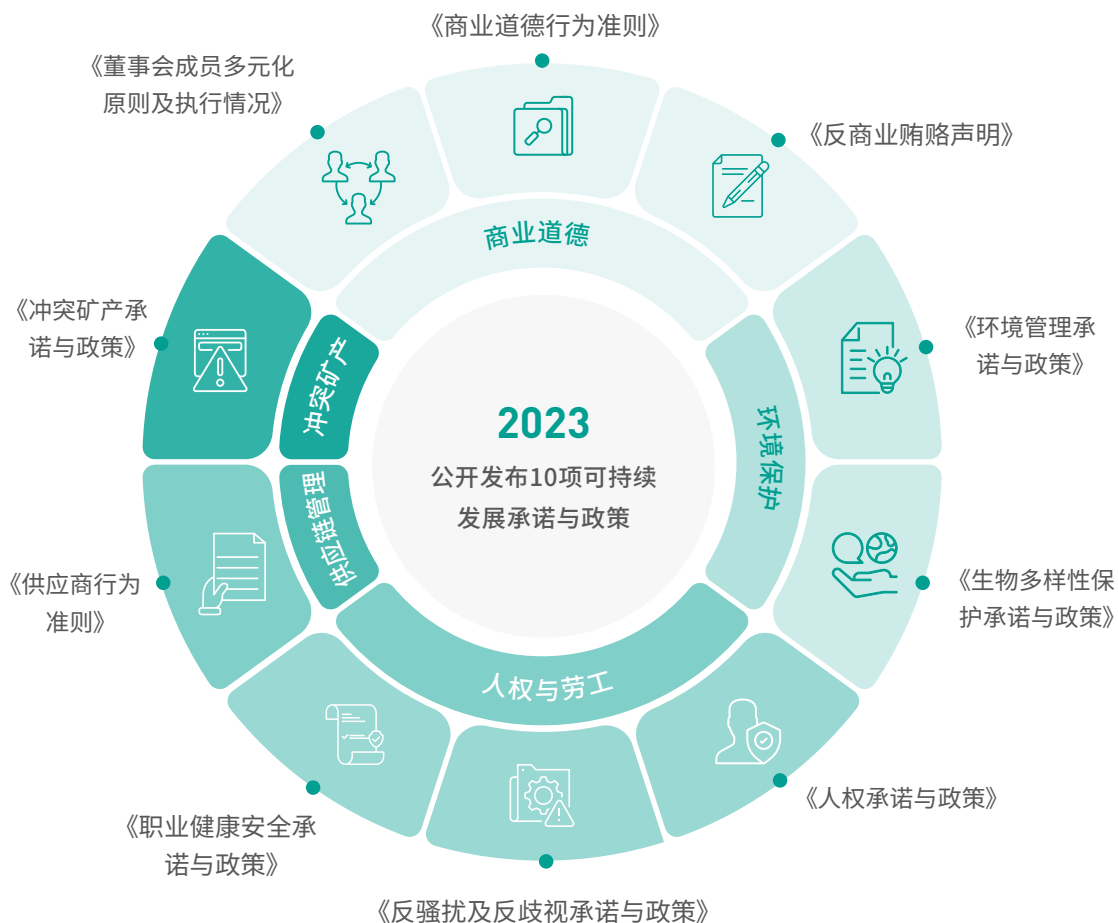 《商业道德行为准则》
《董事会成员多元化
原则及执行情况》
《反商业贿赂声明》
商业道德
《冲突矿产承
诺与政策》
冲突矿产
《环境管理承
诺与政策》
环境保护
2023
公开发布10项可持续
发展承诺与政策
供应链管理
《供应商行为
准则》
《生物多样性保
护承诺与政策》
人权与劳工
《人权承诺与政策》
《职业健康安全承
诺与政策》
《反骚扰及反歧视承诺与政策》